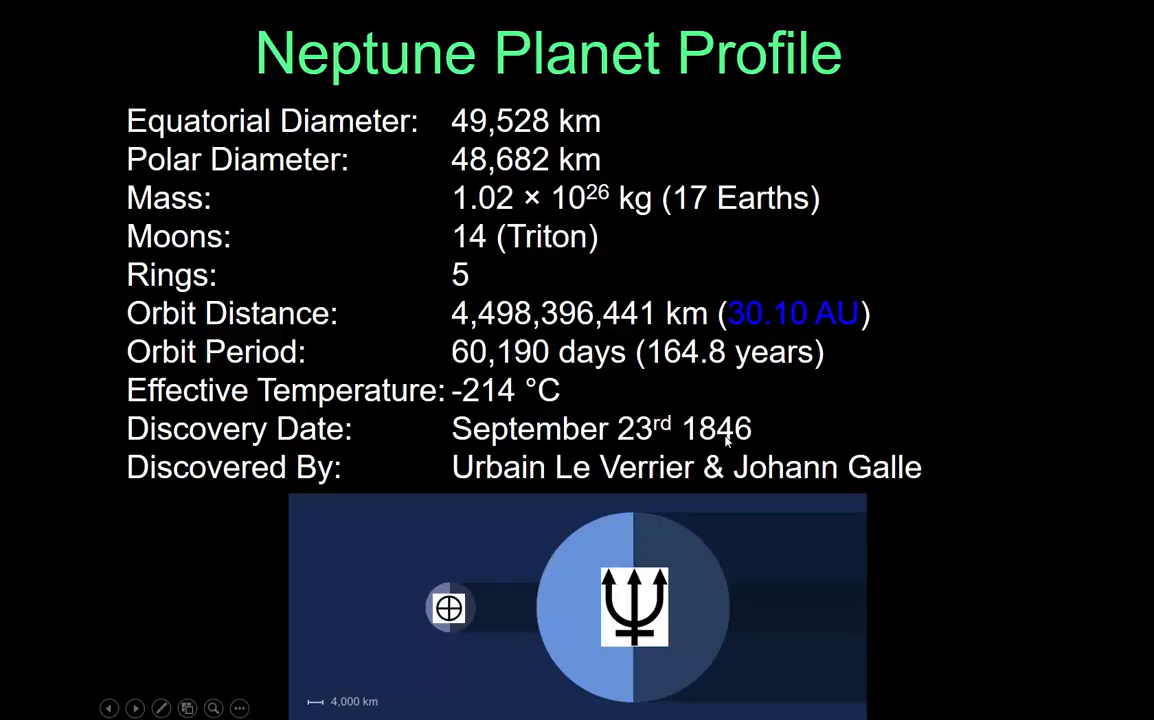 Neptune Planet Profile
Equatorial Diameter: 49,528 km
Polar Diameter: 48,682 km
Mass: 1.02 × 10²⁶ kg (17 Earths)
Moons: 14 (Triton)
Rings: 5
Orbit Distance: 4,498,396,441 km (30.10 AU)
Orbit Period: 60,190 days (164.8 years)
Effective Temperature: -214 °C
Discovery Date: September 23rd 1846
Discovered By: Urbain Le Verrier & Johann Galle
4,000 km